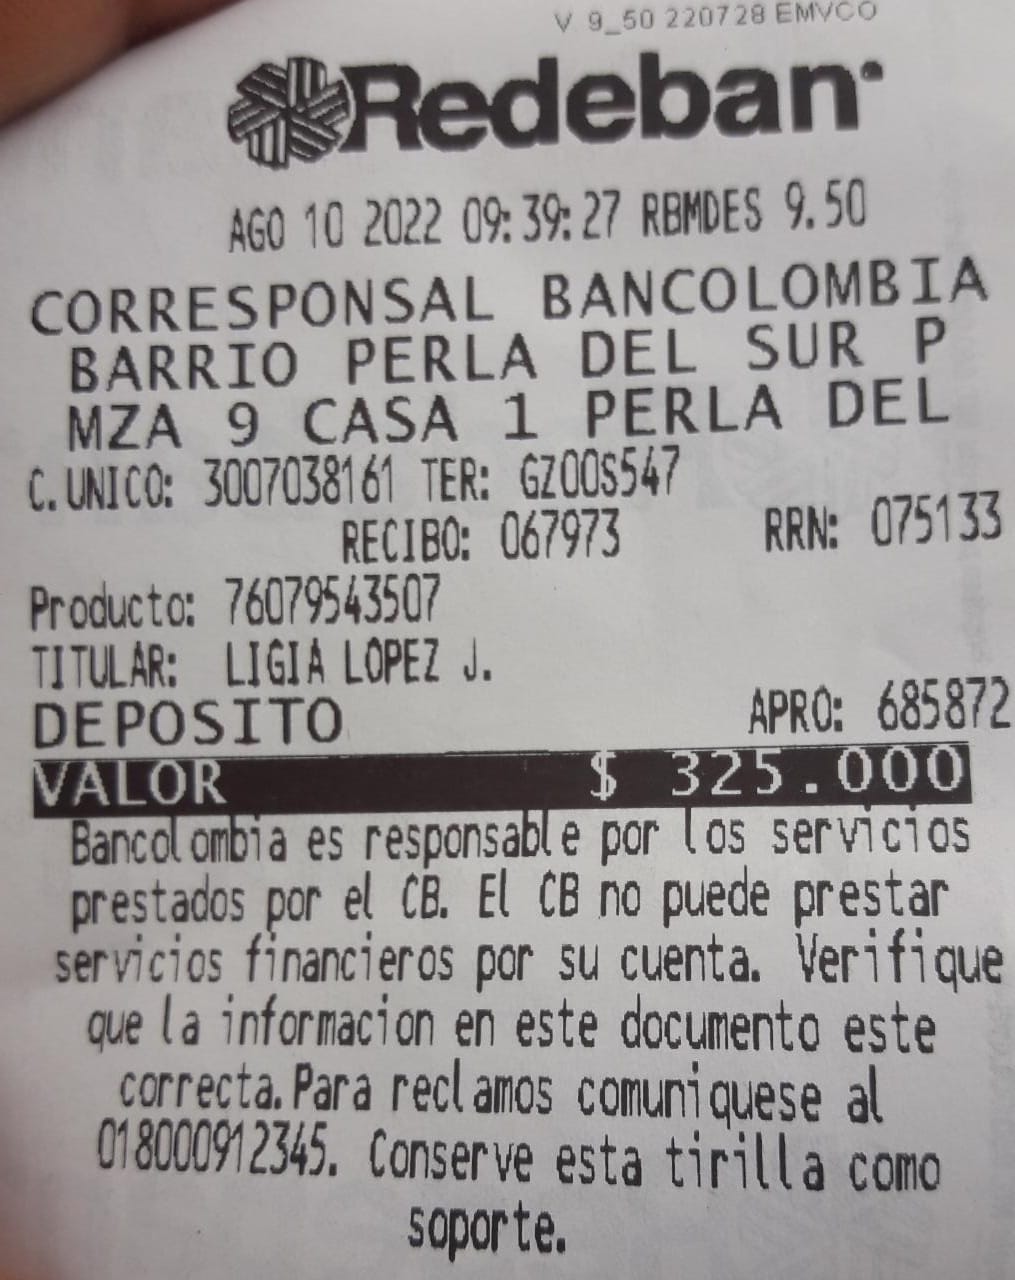 V 9_50 220728 EMVCO
Redeban
AGO 10 2022 09:39:27 RBMDES 9.50
CORRESPONSAL BANCOLOMBIA
BARRIO PERLA DEL SUR P
MZA 9 CASA 1 PERLA DEL
C.UNICO: 3007038161 TER: GZ00S547
RECIBO: 067973 RRN: 075133
Producto: 76079543507
TITULAR: LIGIA LOPEZ J.
DEPOSITO APRO: 685872
VALOR $ 325.000
Bancolombia es responsable por los servicios
prestados por el CB. El CB no puede prestar
servicios financieros por su cuenta. Verifique
que la informacion en este documento este
correcta.Para reclamos comuniquese al
018000912345. Conserve esta tirilla como
soporte.